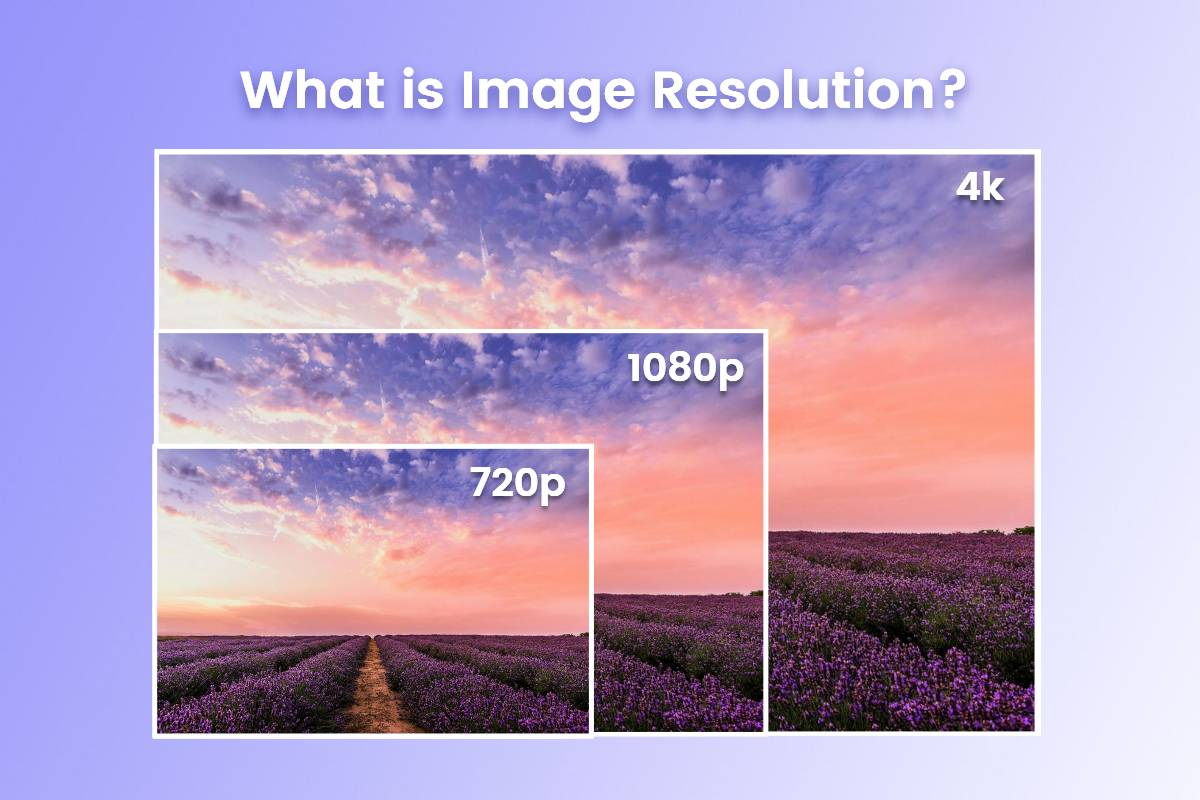 What is Image Resolution?
4k
1080p
720p